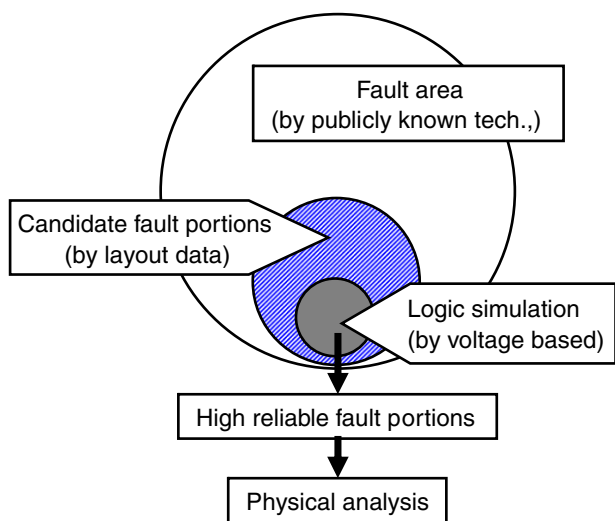 Fault area
(by publicly known tech.,)
Candidate fault portions
(by layout data)
Logic simulation
(by voltage based)
High reliable fault portions
Physical analysis